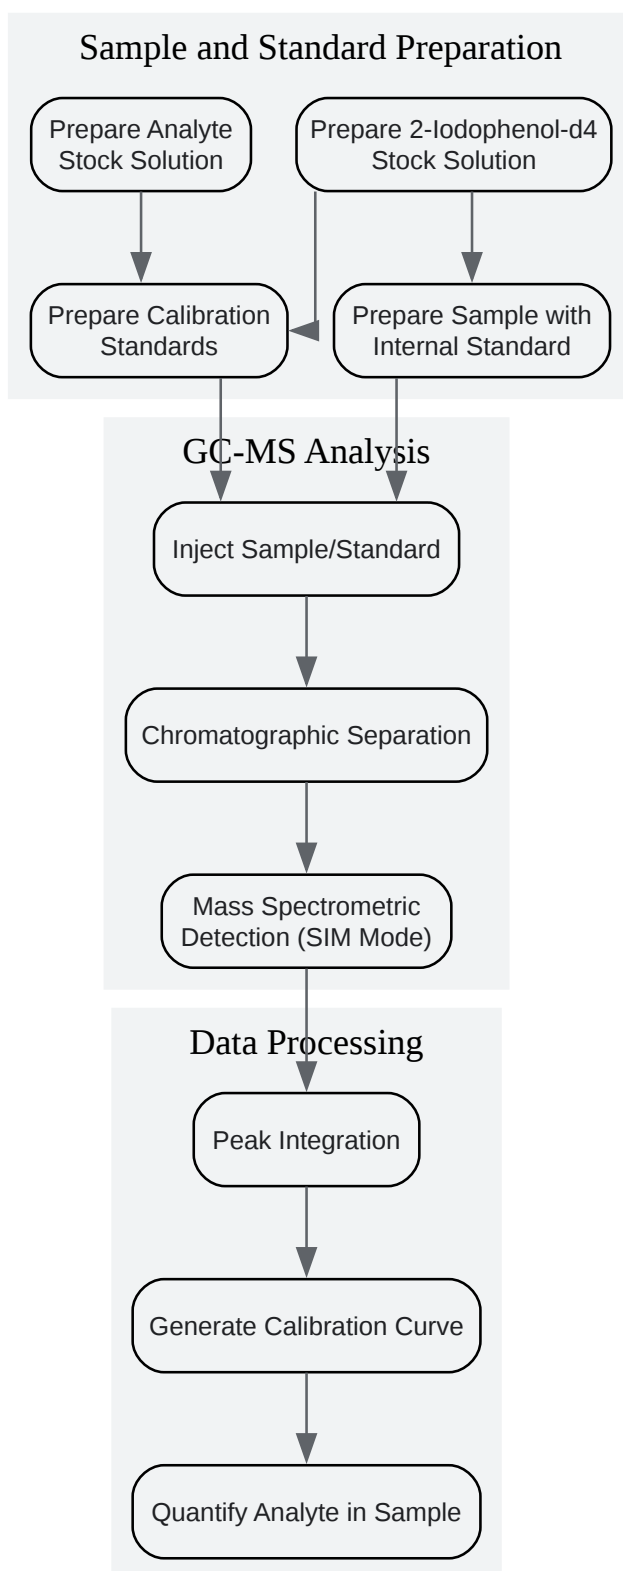 Sample and Standard Preparation
Prepare Analyte
Stock Solution
Prepare 2-Iodophenol-d4
Stock Solution
Prepare Calibration
Standards
Prepare Sample with
Internal Standard
GC-MS Analysis
Inject Sample/Standard
Chromatographic Separation
Mass Spectrometric
Detection (SIM Mode)
Data Processing
Peak Integration
Generate Calibration Curve
Quantify Analyte in Sample